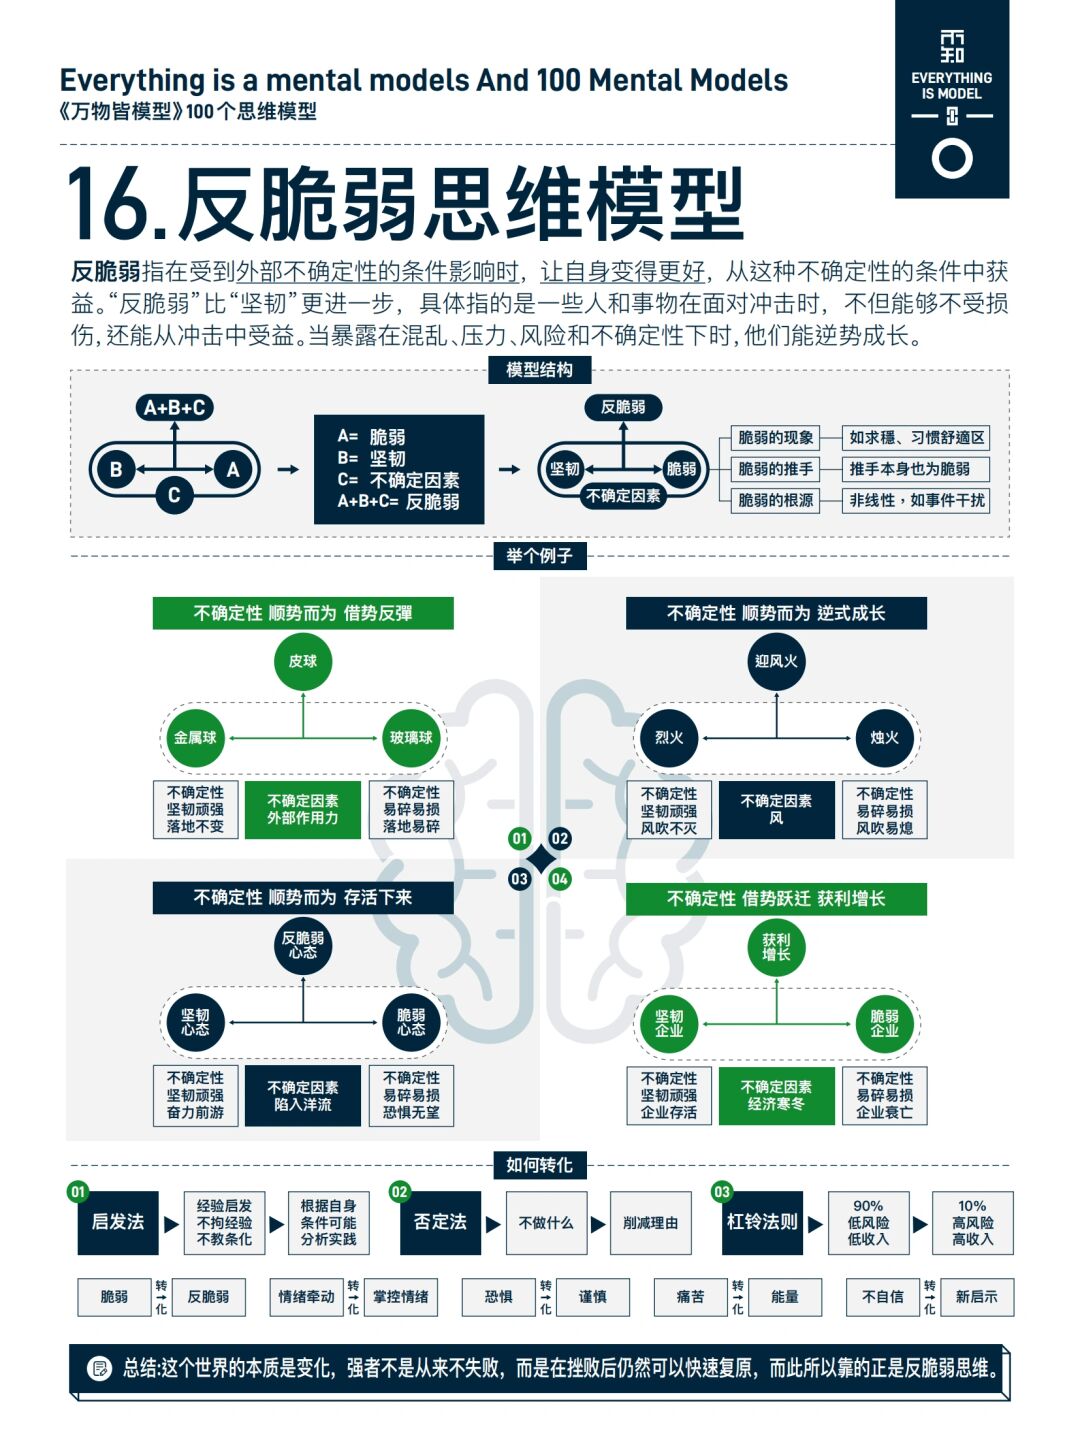 Everything is a mental models And 100 Mental Models
《万物皆模型》100个思维模型
雨知
EVERYTHING
IS MODEL
16.反脆弱思维模型
反脆弱指在受到外部不确定性的条件影响时，让自身变得更好，从这种不确定性的条件中获
益。“反脆弱”比“坚韧”更进一步，具体指的是一些人和事物在面对冲击时，不但能够不受损
伤，还能从冲击中受益。当暴露在混乱、压力、风险和不确定性下时，他们能逆势成长。
模型结构
A+B+C
B
A
C
A= 脆弱
B= 坚韧
C= 不确定因素
A+B+C= 反脆弱
反脆弱
坚韧
脆弱
不确定因素
脆弱的现象
如求穩、习惯舒適区
脆弱的推手
推手本身也为脆弱
脆弱的根源
非线性，如事件干扰
举个例子
不确定性 顺势而为 借势反彈
皮球
金属球
玻璃球
不确定性
坚韧顽强
落地不变
不确定因素
外部作用力
不确定性
易碎易损
落地易碎
01
不确定性 顺势而为 逆式成长
迎风火
烈火
烛火
不确定性
坚韧顽强
风吹不灭
不确定因素
风
不确定性
易碎易损
风吹易熄
02
03
不确定性 顺势而为 存活下来
反脆弱
心态
坚韧
心态
脆弱
心态
不确定性
坚韧顽强
奋力前游
不确定因素
陷入洋流
不确定性
易碎易损
恐惧无望
04
不确定性 借势跃迁 获利增长
获利
增长
坚韧
企业
脆弱
企业
不确定性
坚韧顽强
企业存活
不确定因素
经济寒冬
不确定性
易碎易损
企业衰亡
如何转化
01
启发法
经验启发
不拘经验
不教条化
根据自身
条件可能
分析实践
02
否定法
不做什么
削减理由
03
杠铃法则
90%
低风险
低收入
10%
高风险
高收入
脆弱
转
化
反脆弱
情绪牵动
转
化
掌控情绪
恐惧
转
化
谨慎
痛苦
转
化
能量
不自信
转
化
新启示
总结:这个世界的本质是变化，强者不是从来不失败，而是在挫败后仍然可以快速复原，而此所以靠的正是反脆弱思维。